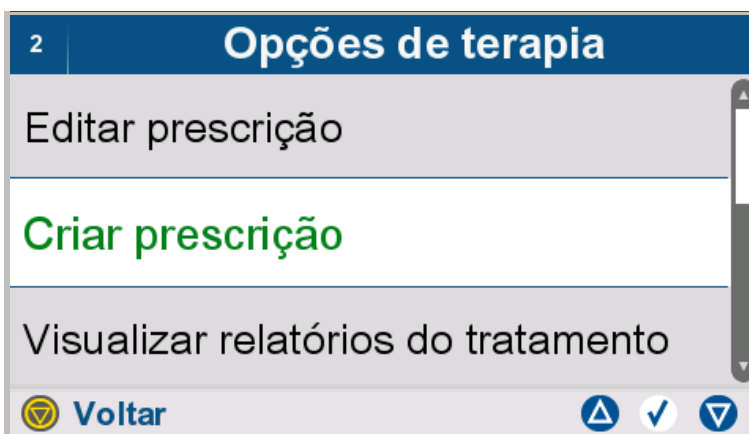 2
Opções de terapia
Editar prescrição
Criar prescrição
Visualizar relatórios do tratamento
Voltar